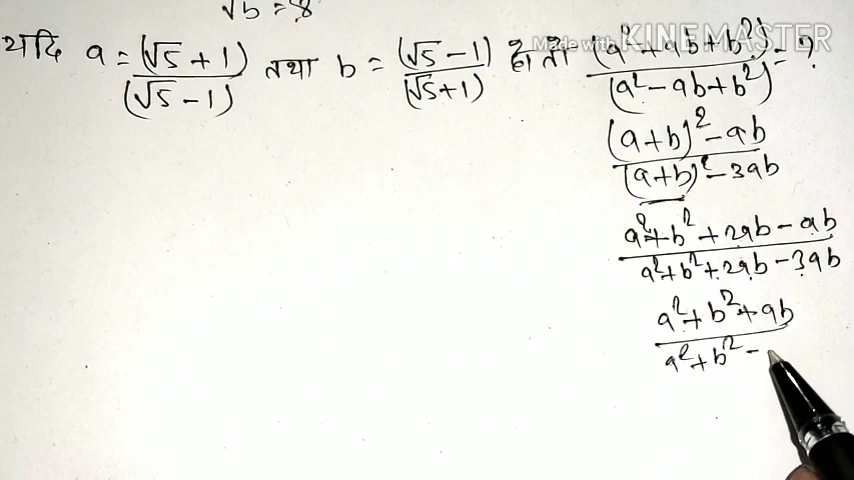 √b = 8
Made with KINEMASTER
यदि a = (√5 + 1)/(√5 − 1) तथा b = (√5 − 1)/(√5 + 1) हो तो (a² + ab + b²)/(a² − ab + b²) = ?
(a + b)² − ab
(a + b)² − 3ab
a² + b² + 2ab − ab
a² + b² + 2ab − 3ab
a² + b² + ab
a² + b² −